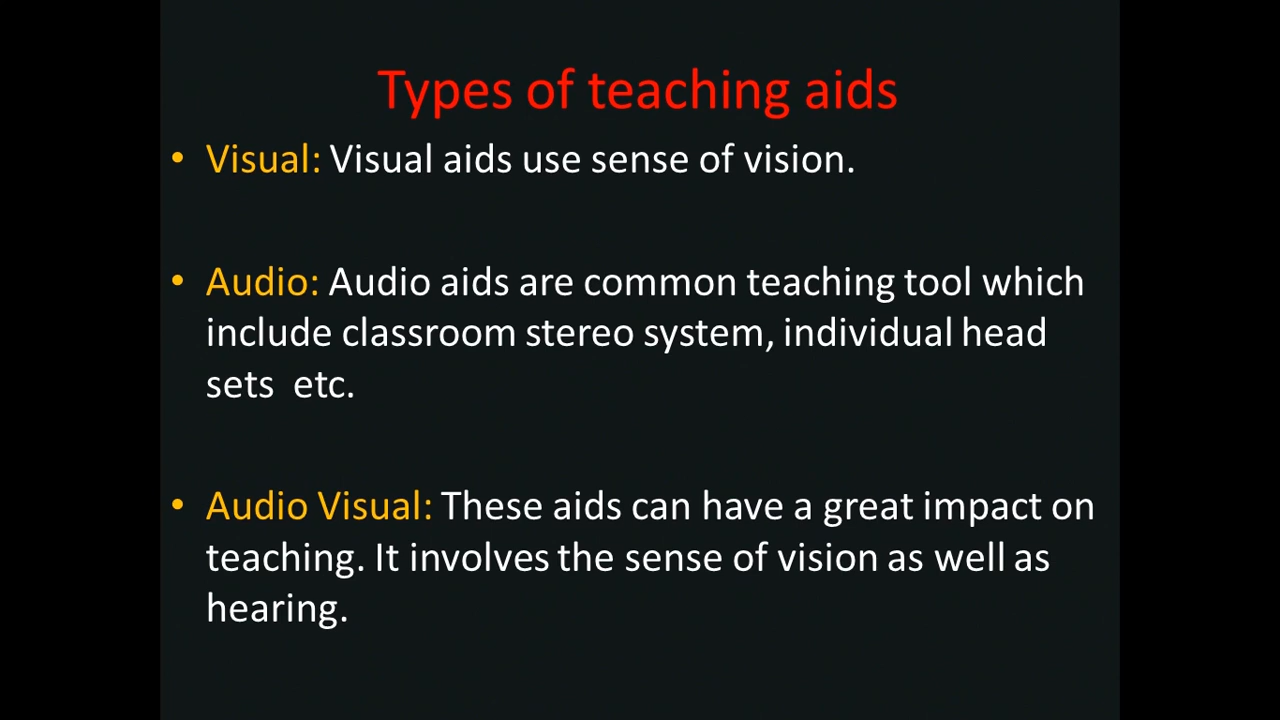 Types of teaching aids
• Visual: Visual aids use sense of vision.
• Audio: Audio aids are common teaching tool which
include classroom stereo system, individual head
sets  etc.
• Audio Visual: These aids can have a great impact on
teaching. It involves the sense of vision as well as
hearing.